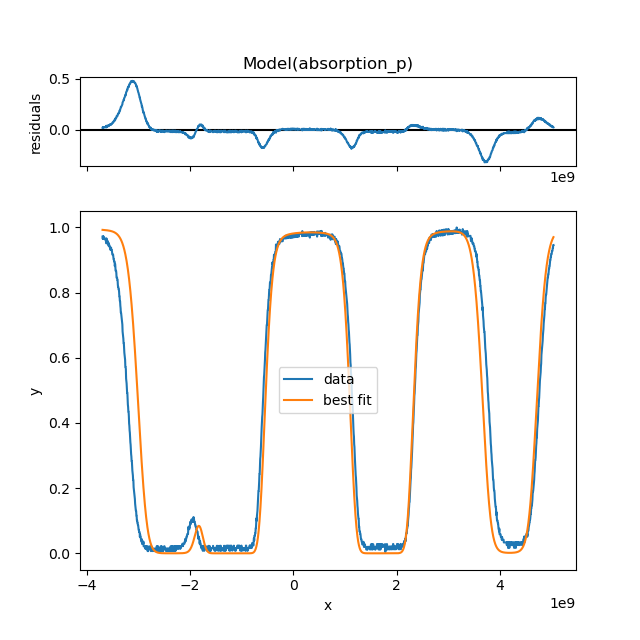 Model(absorption_p)
0.5
0.0
residuals
1e9
1.0
0.8
0.6
0.4
0.2
0.0
y
data
best fit
−4
−2
0
2
4
x
1e9